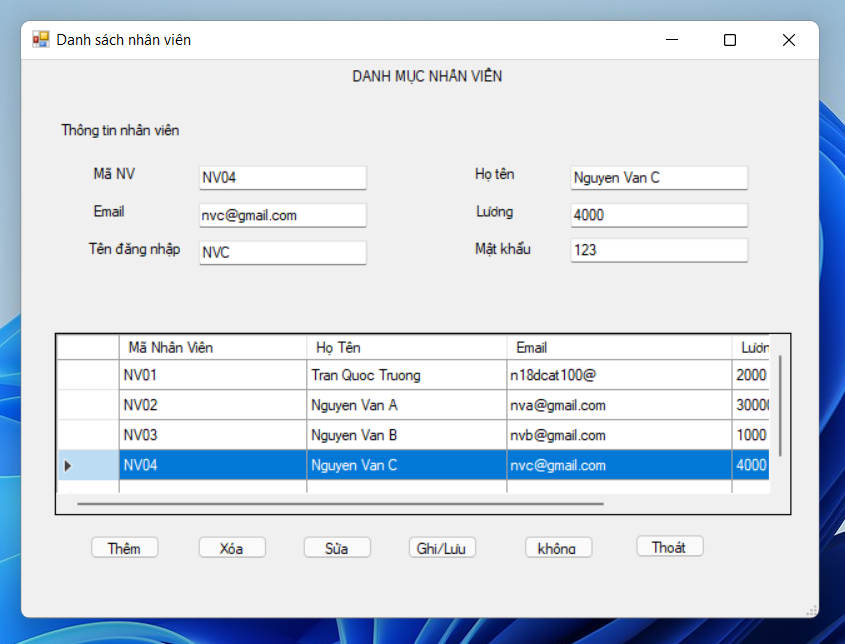 Danh sách nhân viên
DANH MỤC NHÂN VIÊN
Thông tin nhân viên
Mã NV NV04 Họ tên Nguyen Van C
Email nvc@gmail.com Lương 4000
Tên đăng nhập NVC Mật khẩu 123
Mã Nhân Viên Họ Tên Email Lươn
NV01 Tran Quoc Truong n18dcat100@ 2000
NV02 Nguyen Van A nva@gmail.com 30000
NV03 Nguyen Van B nvb@gmail.com 1000
NV04 Nguyen Van C nvc@gmail.com 4000
Thêm Xóa Sửa Ghi/Lưu không Thoát